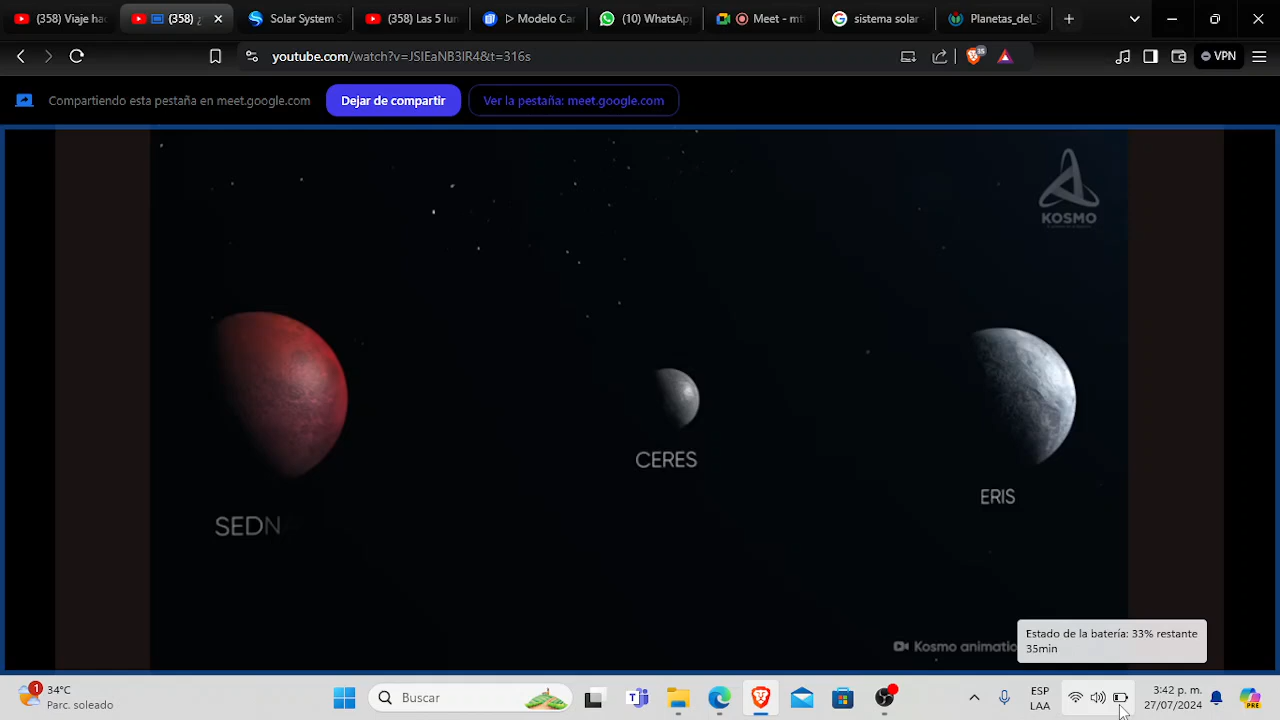 (358) Viaje hac
(358) ¿
Solar System S
(358) Las 5 lun
Modelo Car
(10) WhatsApp
Meet - mt
sistema solar
Planetas_del_
youtube.com/watch?v=JSIEaNB3IR4&t=316s
15
VPN
Compartiendo esta pestaña en meet.google.com
Dejar de compartir
Ver la pestaña: meet.google.com
KOSMO
SEDN
CERES
ERIS
Kosmo animatio
Estado de la batería: 33% restante
35min
1
34°C
Parc. soleado
Buscar
ESP
LAA
3:42 p. m.
27/07/2024
PRE